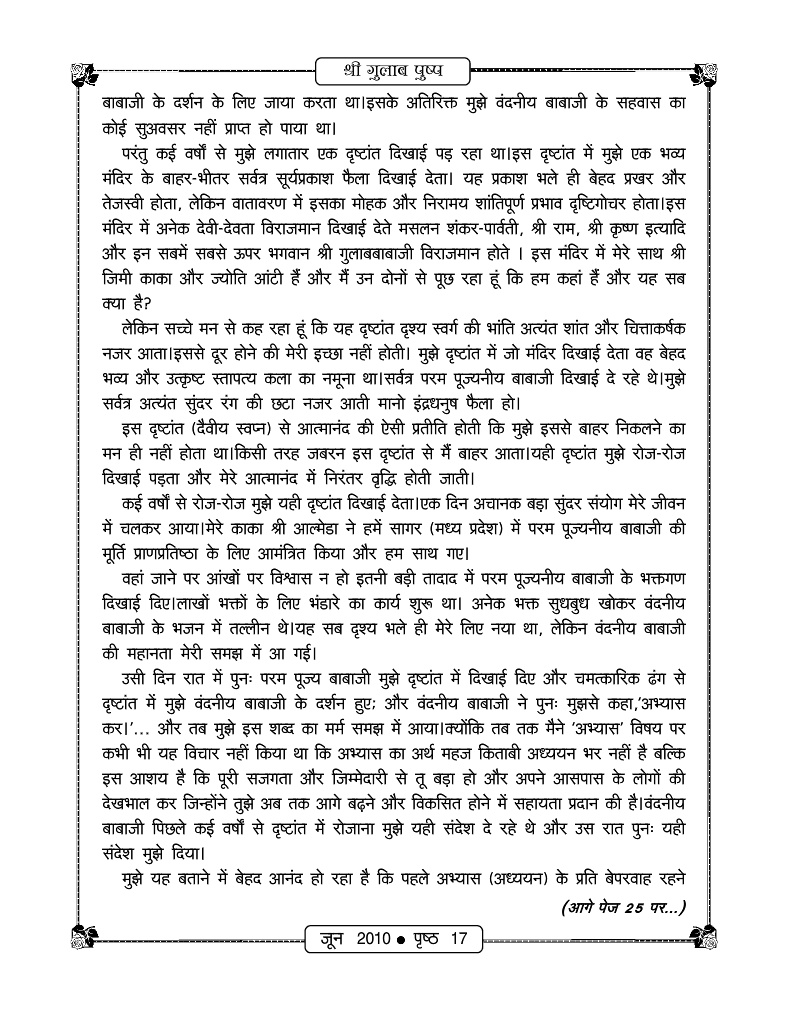 श्री गुलाब पुष्प
बाबाजी के दर्शन के लिए जाया करता था।इसके अतिरिक्त मुझे वंदनीय बाबाजी के सहवास का
कोई सुअवसर नहीं प्राप्त हो पाया था।
परंतु कई वर्षों से मुझे लगातार एक दृष्टांत दिखाई पड़ रहा था।इस दृष्टांत में मुझे एक भव्य
मंदिर के बाहर-भीतर सर्वत्र सूर्यप्रकाश फैला दिखाई देता। यह प्रकाश भले ही बेहद प्रखर और
तेजस्वी होता, लेकिन वातावरण में इसका मोहक और निरामय शांतिपूर्ण प्रभाव दृष्टिगोचर होता।इस
मंदिर में अनेक देवी-देवता विराजमान दिखाई देते मसलन शंकर-पार्वती, श्री राम, श्री कृष्ण इत्यादि
और इन सबमें सबसे ऊपर भगवान श्री गुलाबबाबाजी विराजमान होते । इस मंदिर में मेरे साथ श्री
जिमी काका और ज्योति आंटी हैं और मैं उन दोनों से पूछ रहा हूं कि हम कहां हैं और यह सब
क्या है?
लेकिन सच्चे मन से कह रहा हूं कि यह दृष्टांत दृश्य स्वर्ग की भांति अत्यंत शांत और चित्ताकर्षक
नजर आता।इससे दूर होने की मेरी इच्छा नहीं होती। मुझे दृष्टांत में जो मंदिर दिखाई देता वह बेहद
भव्य और उत्कृष्ट स्तापत्य कला का नमूना था।सर्वत्र परम पूज्यनीय बाबाजी दिखाई दे रहे थे।मुझे
सर्वत्र अत्यंत सुंदर रंग की छटा नजर आती मानो इंद्रधनुष फैला हो।
इस दृष्टांत (दैवीय स्वप्न) से आत्मानंद की ऐसी प्रतीति होती कि मुझे इससे बाहर निकलने का
मन ही नहीं होता था।किसी तरह जबरन इस दृष्टांत से मैं बाहर आता।यही दृष्टांत मुझे रोज-रोज
दिखाई पड़ता और मेरे आत्मानंद में निरंतर वृद्धि होती जाती।
कई वर्षों से रोज-रोज मुझे यही दृष्टांत दिखाई देता।एक दिन अचानक बड़ा सुंदर संयोग मेरे जीवन
में चलकर आया।मेरे काका श्री आल्मेडा ने हमें सागर (मध्य प्रदेश) में परम पूज्यनीय बाबाजी की
मूर्ति प्राणप्रतिष्ठा के लिए आमंत्रित किया और हम साथ गए।
वहां जाने पर आंखों पर विश्वास न हो इतनी बड़ी तादाद में परम पूज्यनीय बाबाजी के भक्तगण
दिखाई दिए।लाखों भक्तों के लिए भंडारे का कार्य शुरू था। अनेक भक्त सुधबुध खोकर वंदनीय
बाबाजी के भजन में तल्लीन थे।यह सब दृश्य भले ही मेरे लिए नया था, लेकिन वंदनीय बाबाजी
की महानता मेरी समझ में आ गई।
उसी दिन रात में पुनः परम पूज्य बाबाजी मुझे दृष्टांत में दिखाई दिए और चमत्कारिक ढंग से
दृष्टांत में मुझे वंदनीय बाबाजी के दर्शन हुए; और वंदनीय बाबाजी ने पुनः मुझसे कहा,'अभ्यास
कर।'... और तब मुझे इस शब्द का मर्म समझ में आया।क्योंकि तब तक मैने 'अभ्यास' विषय पर
कभी भी यह विचार नहीं किया था कि अभ्यास का अर्थ महज किताबी अध्ययन भर नहीं है बल्कि
इस आशय है कि पूरी सजगता और जिम्मेदारी से तू बड़ा हो और अपने आसपास के लोगों की
देखभाल कर जिन्होंने तुझे अब तक आगे बढ़ने और विकसित होने में सहायता प्रदान की है।वंदनीय
बाबाजी पिछले कई वर्षों से दृष्टांत में रोजाना मुझे यही संदेश दे रहे थे और उस रात पुनः यही
संदेश मुझे दिया।
मुझे यह बताने में बेहद आनंद हो रहा है कि पहले अभ्यास (अध्ययन) के प्रति बेपरवाह रहने
(आगे पेज 25 पर...)
जून 2010 ● पृष्ठ 17